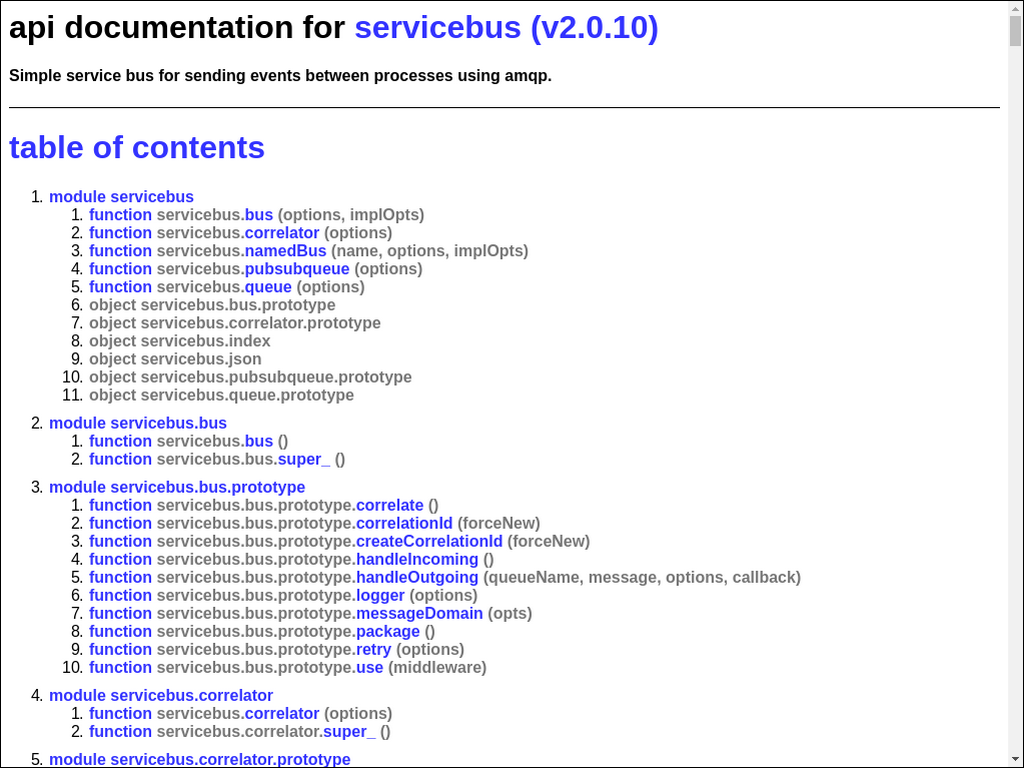 api documentation for servicebus (v2.0.10)
Simple service bus for sending events between processes using amqp.
table of contents
1. module servicebus
1. function servicebus.bus (options, implOpts)
2. function servicebus.correlator (options)
3. function servicebus.namedBus (name, options, implOpts)
4. function servicebus.pubsubqueue (options)
5. function servicebus.queue (options)
6. object servicebus.bus.prototype
7. object servicebus.correlator.prototype
8. object servicebus.index
9. object servicebus.json
10. object servicebus.pubsubqueue.prototype
11. object servicebus.queue.prototype
2. module servicebus.bus
1. function servicebus.bus ()
2. function servicebus.bus.super_ ()
3. module servicebus.bus.prototype
1. function servicebus.bus.prototype.correlate ()
2. function servicebus.bus.prototype.correlationId (forceNew)
3. function servicebus.bus.prototype.createCorrelationId (forceNew)
4. function servicebus.bus.prototype.handleIncoming ()
5. function servicebus.bus.prototype.handleOutgoing (queueName, message, options, callback)
6. function servicebus.bus.prototype.logger (options)
7. function servicebus.bus.prototype.messageDomain (opts)
8. function servicebus.bus.prototype.package ()
9. function servicebus.bus.prototype.retry (options)
10. function servicebus.bus.prototype.use (middleware)
4. module servicebus.correlator
1. function servicebus.correlator (options)
2. function servicebus.correlator.super_ ()
5. module servicebus.correlator.prototype